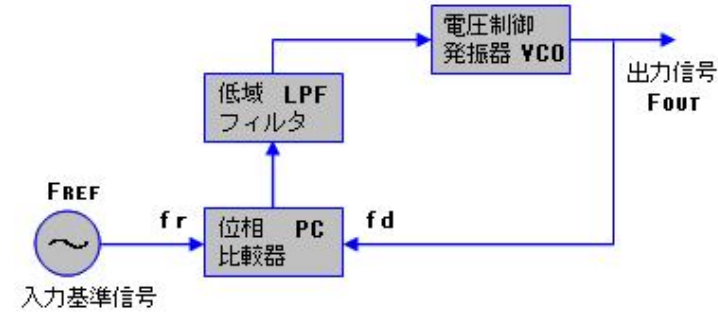 電圧制御
発振器 VCO
出力信号
FOUT
低域 LPF
フィルタ
FREF
fr
位相 PC
比較器
fd
入力基準信号